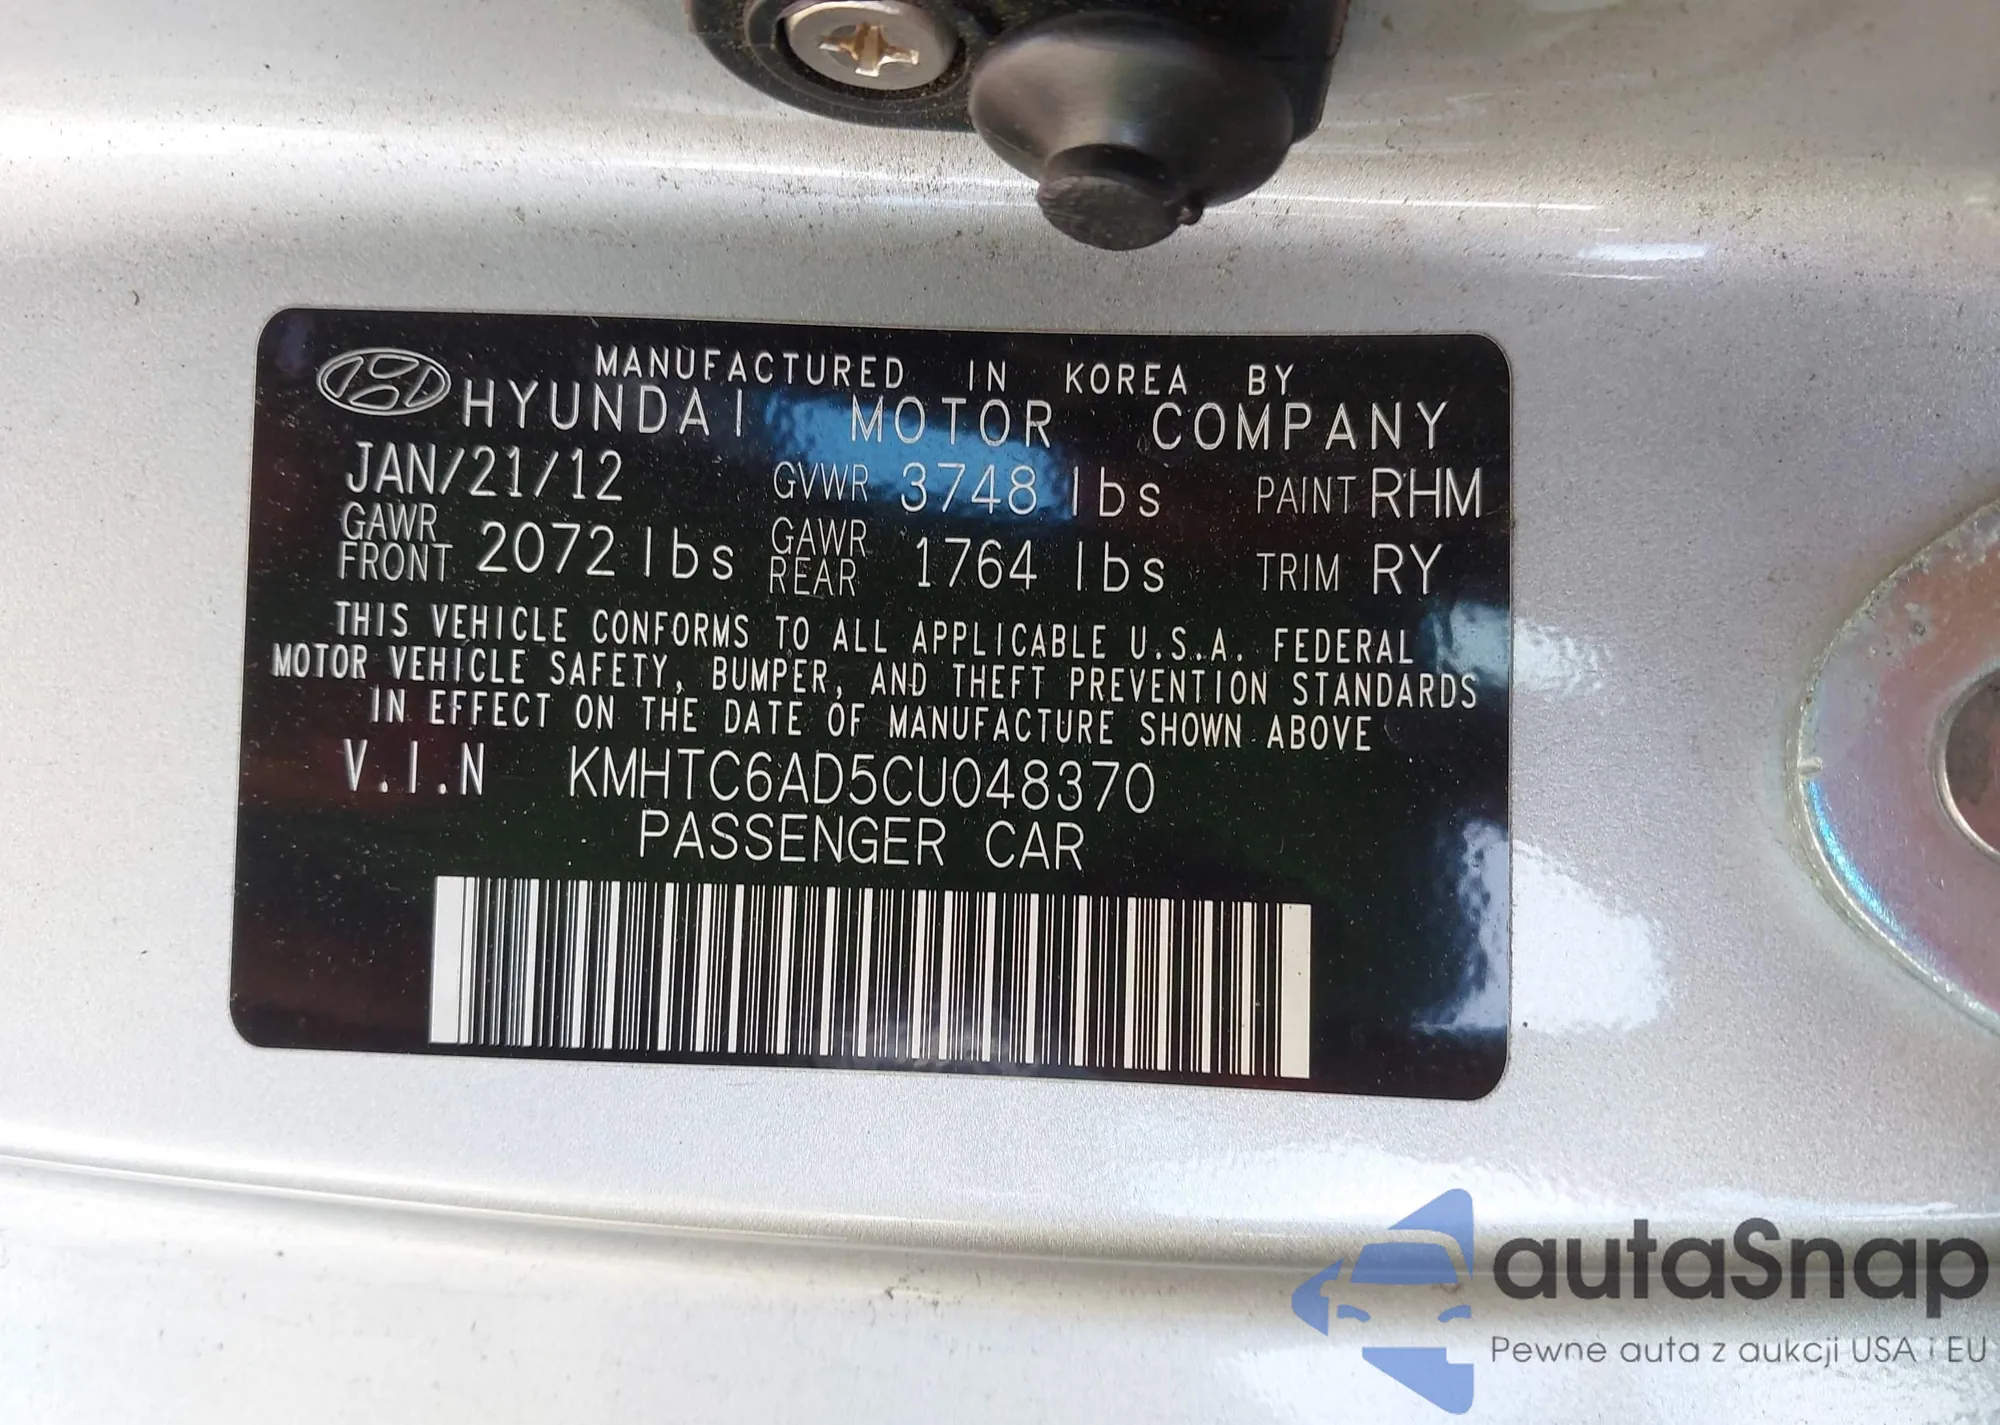 MANUFACTURED IN KOREA BY
HYUNDAI MOTOR COMPANY
JAN/21/12 GVWR 3748 lbs PAINT RHM
GAWR FRONT 2072 lbs GAWR REAR 1764 lbs TRIM RY
THIS VEHICLE CONFORMS TO ALL APPLICABLE U.S.A. FEDERAL
MOTOR VEHICLE SAFETY, BUMPER, AND THEFT PREVENTION STANDARDS
IN EFFECT ON THE DATE OF MANUFACTURE SHOWN ABOVE
V.I.N KMHTC6AD5CU048370
PASSENGER CAR
autaSnap
Pewne auta z aukcji USA i EU